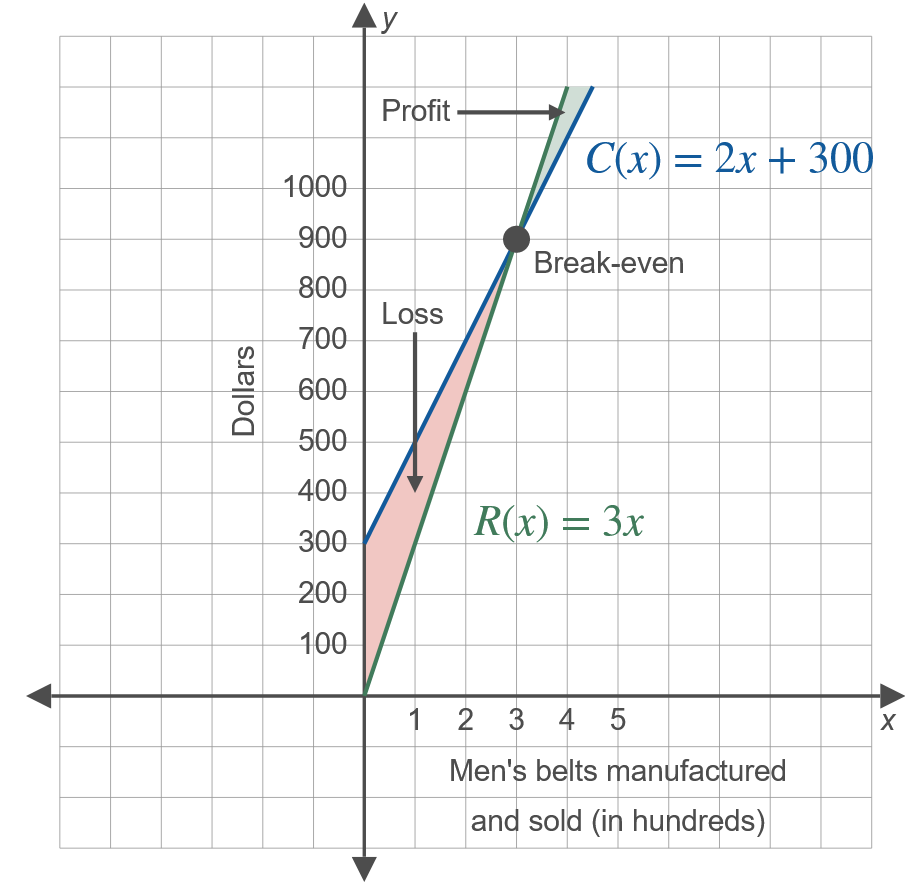 y
Profit
C(x) = 2x + 300
1000
900
Break-even
800
Loss
700
Dollars
600
500
400
R(x) = 3x
300
200
100
1 2 3 4 5
x
Men's belts manufactured
and sold (in hundreds)